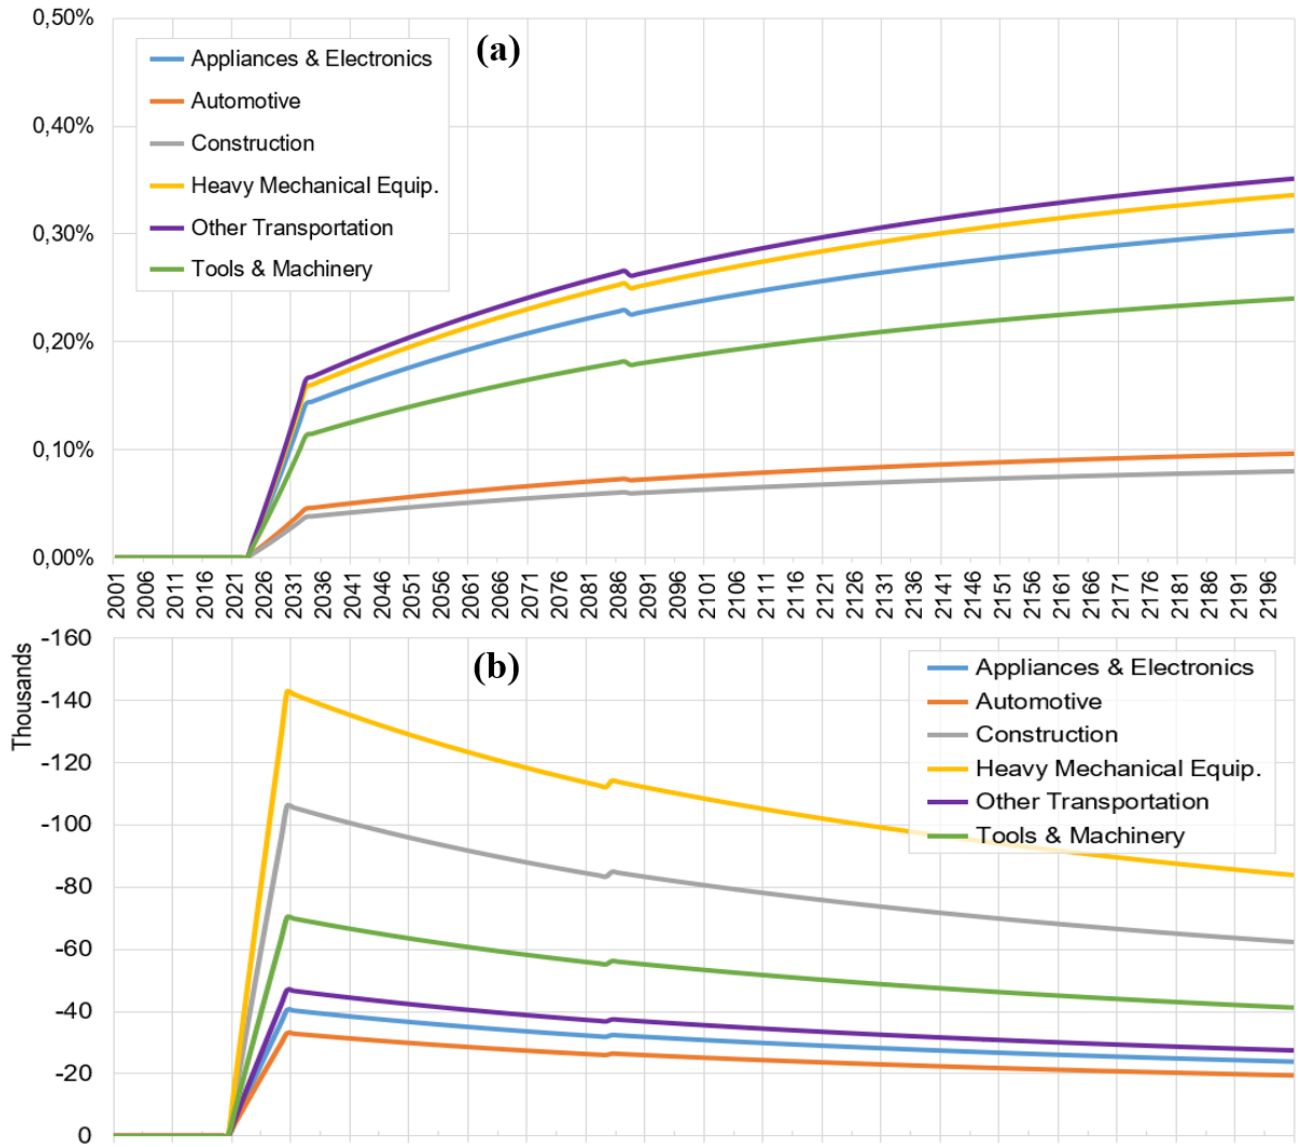 0,50%
(a)
Appliances & Electronics
Automotive
0,40%
Construction
Heavy Mechanical Equip.
Other Transportation
0,30%
Tools & Machinery
0,20%
0,10%
0,00%
2001 2006 2011 2016 2021 2026 2031 2036 2041 2046 2051 2056 2061 2066 2071 2076 2081 2086 2091 2096 2101 2106 2111 2116 2121 2126 2131 2136 2141 2146 2151 2156 2161 2166 2171 2176 2181 2186 2191 2196
-160
Thousands
(b)
Appliances & Electronics
-140
Automotive
Construction
-120
Heavy Mechanical Equip.
Other Transportation
-100
Tools & Machinery
-80
-60
-40
-20
0